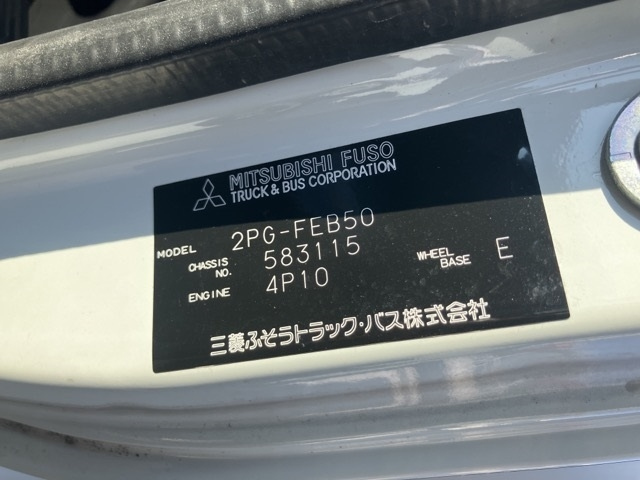 MITSUBISHI FUSO
TRUCK & BUS CORPORATION
MODEL 2PG-FEB50
CHASSIS NO. 583115 WHEEL BASE E
ENGINE 4P10
三菱ふそうトラック・バス株式会社